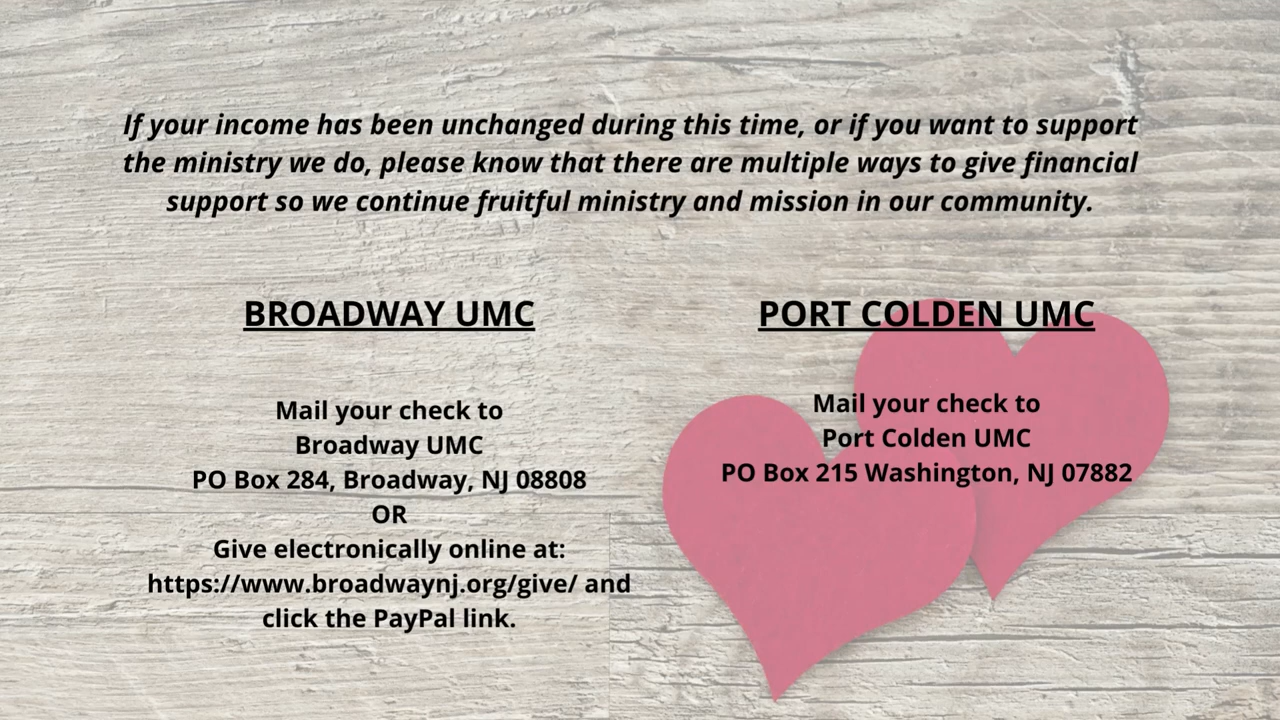 If your income has been unchanged during this time, or if you want to support
the ministry we do, please know that there are multiple ways to give financial
support so we continue fruitful ministry and mission in our community.
BROADWAY UMC
Mail your check to
Broadway UMC
PO Box 284, Broadway, NJ 08808
OR
Give electronically online at:
https://www.broadwaynj.org/give/ and
click the PayPal link.
PORT COLDEN UMC
Mail your check to
Port Colden UMC
PO Box 215 Washington, NJ 07882